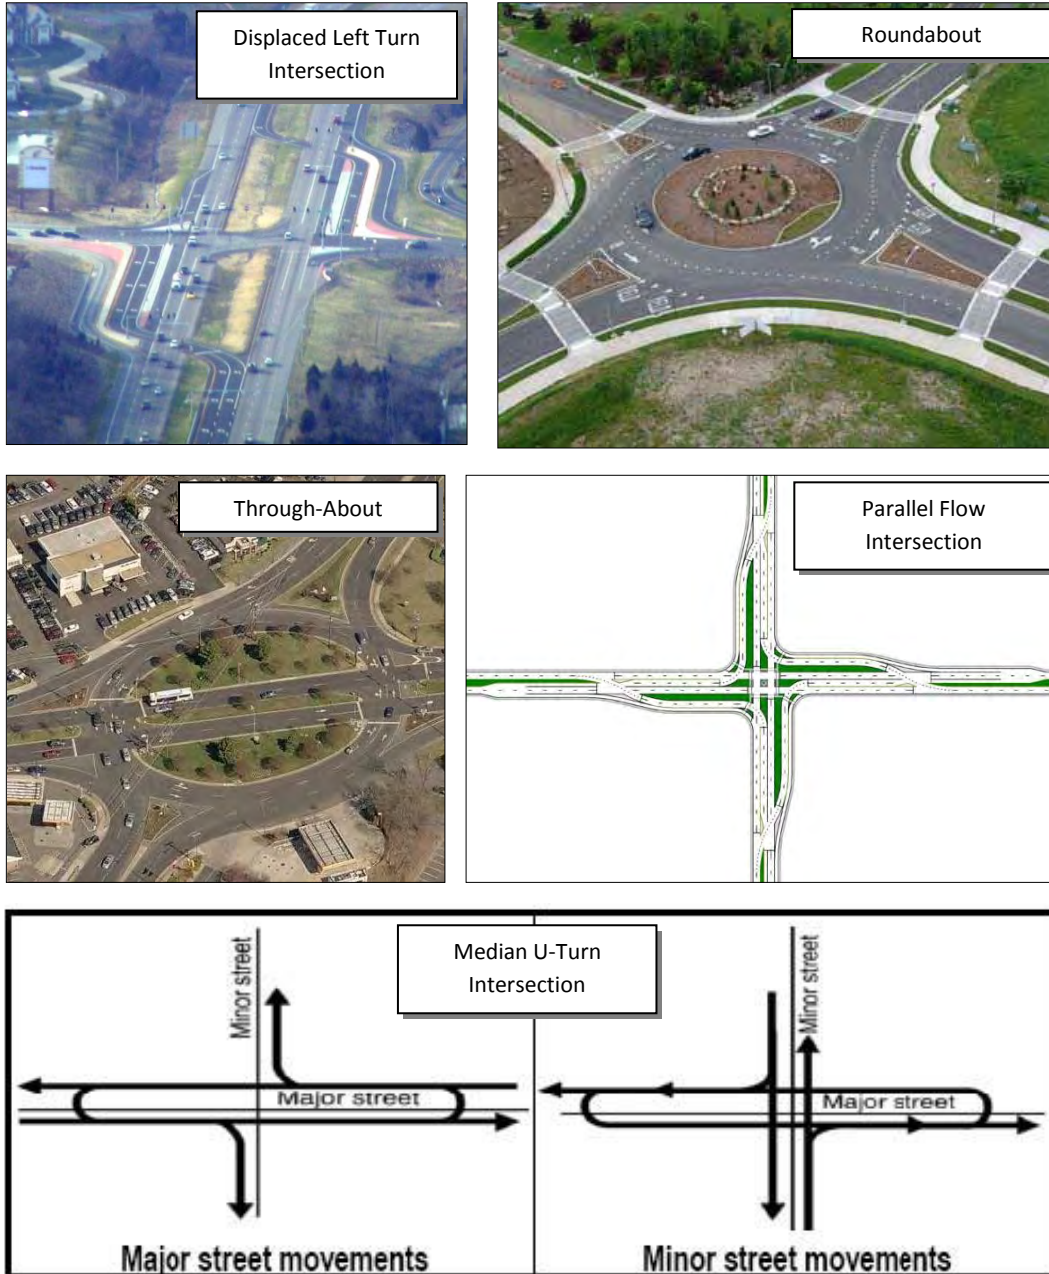 Displaced Left Turn
Intersection
Roundabout
Through-About
Parallel Flow
Intersection
Median U-Turn
Intersection
Minor street
Major street
Major street movements
Minor street
Major street
Minor street movements